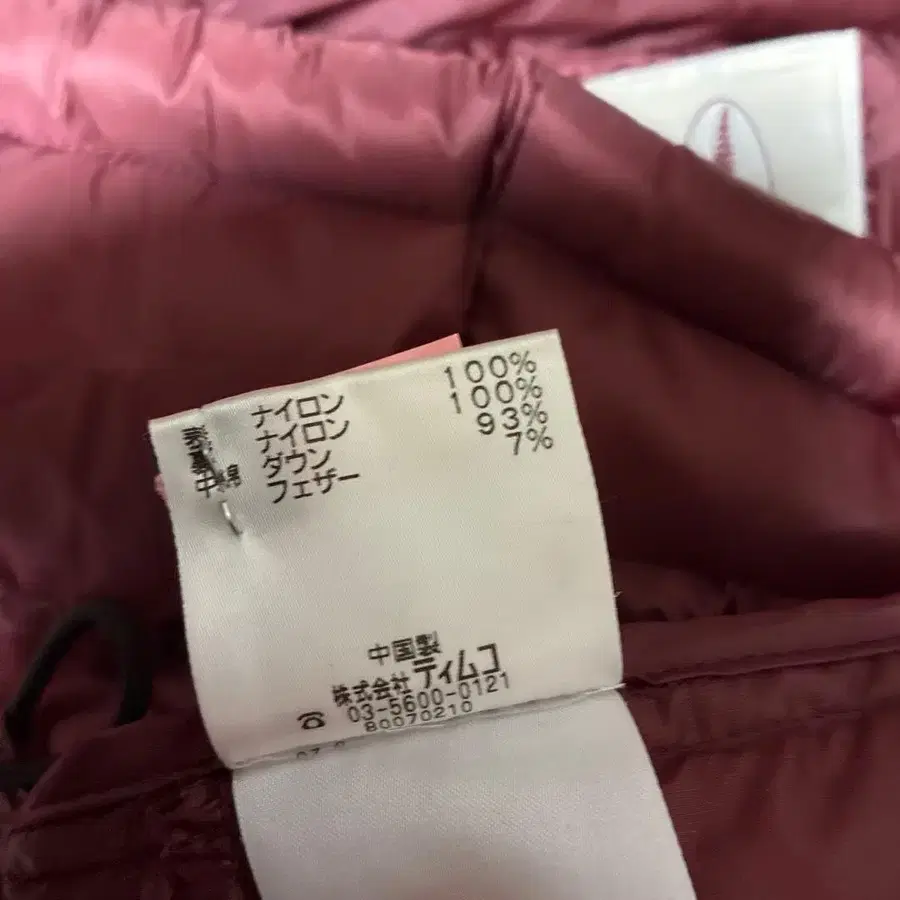 表 ナイロン 100%
裏 ナイロン 100%
中綿 ダウン 93%
フェザー 7%
中国製
株式会社 ティムコ
☎ 03-5600-0121
80070210